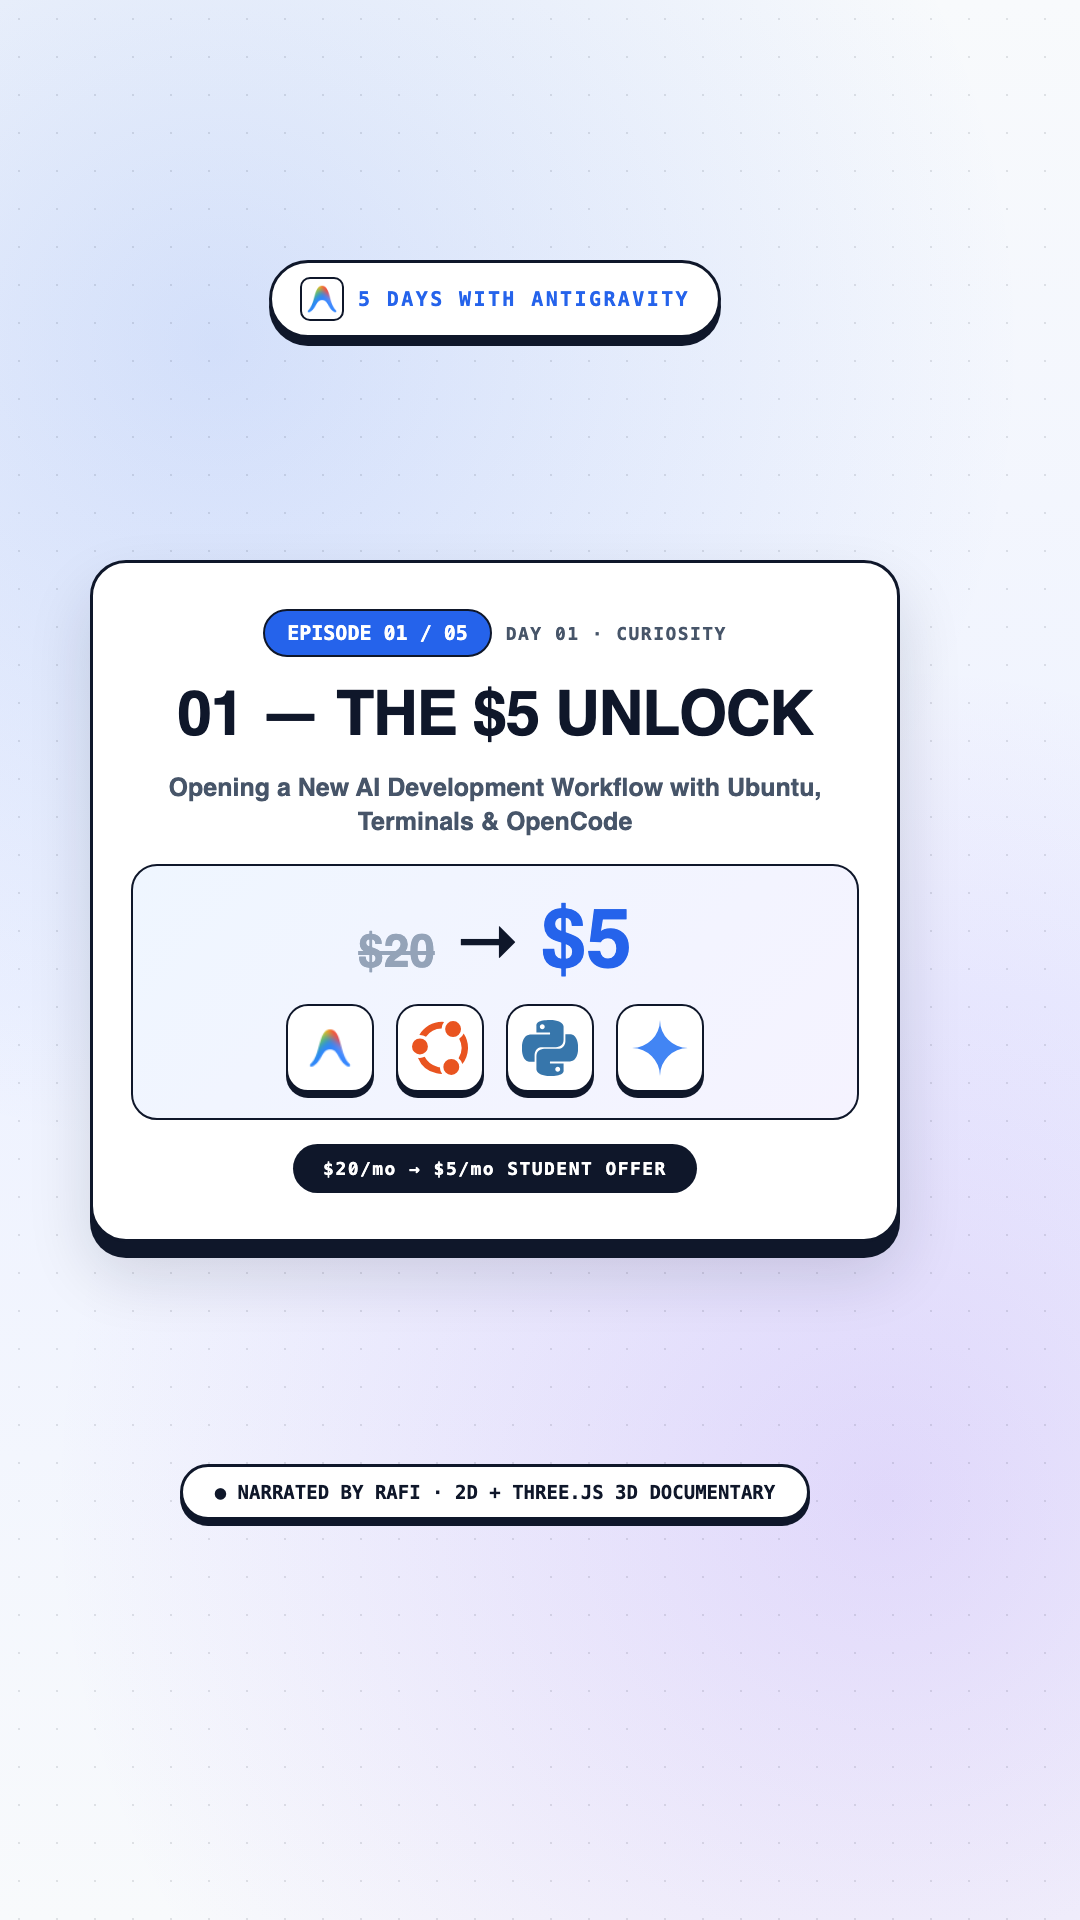 5 DAYS WITH ANTIGRAVITY
EPISODE 01 / 05
DAY 01 · CURIOSITY
01 — THE $5 UNLOCK
Opening a New AI Development Workflow with Ubuntu,
Terminals & OpenCode
$20 → $5
$20/mo → $5/mo STUDENT OFFER
● NARRATED BY RAFI · 2D + THREE.JS 3D DOCUMENTARY